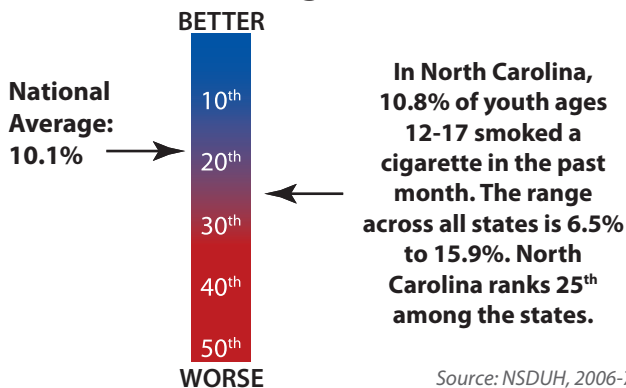 BETTER
National
Average:
10.1%
10th
20th
30th
40th
50th
WORSE
In North Carolina,
10.8% of youth ages
12-17 smoked a
cigarette in the past
month. The range
across all states is 6.5%
to 15.9%. North
Carolina ranks 25th
among the states.
Source: NSDUH,